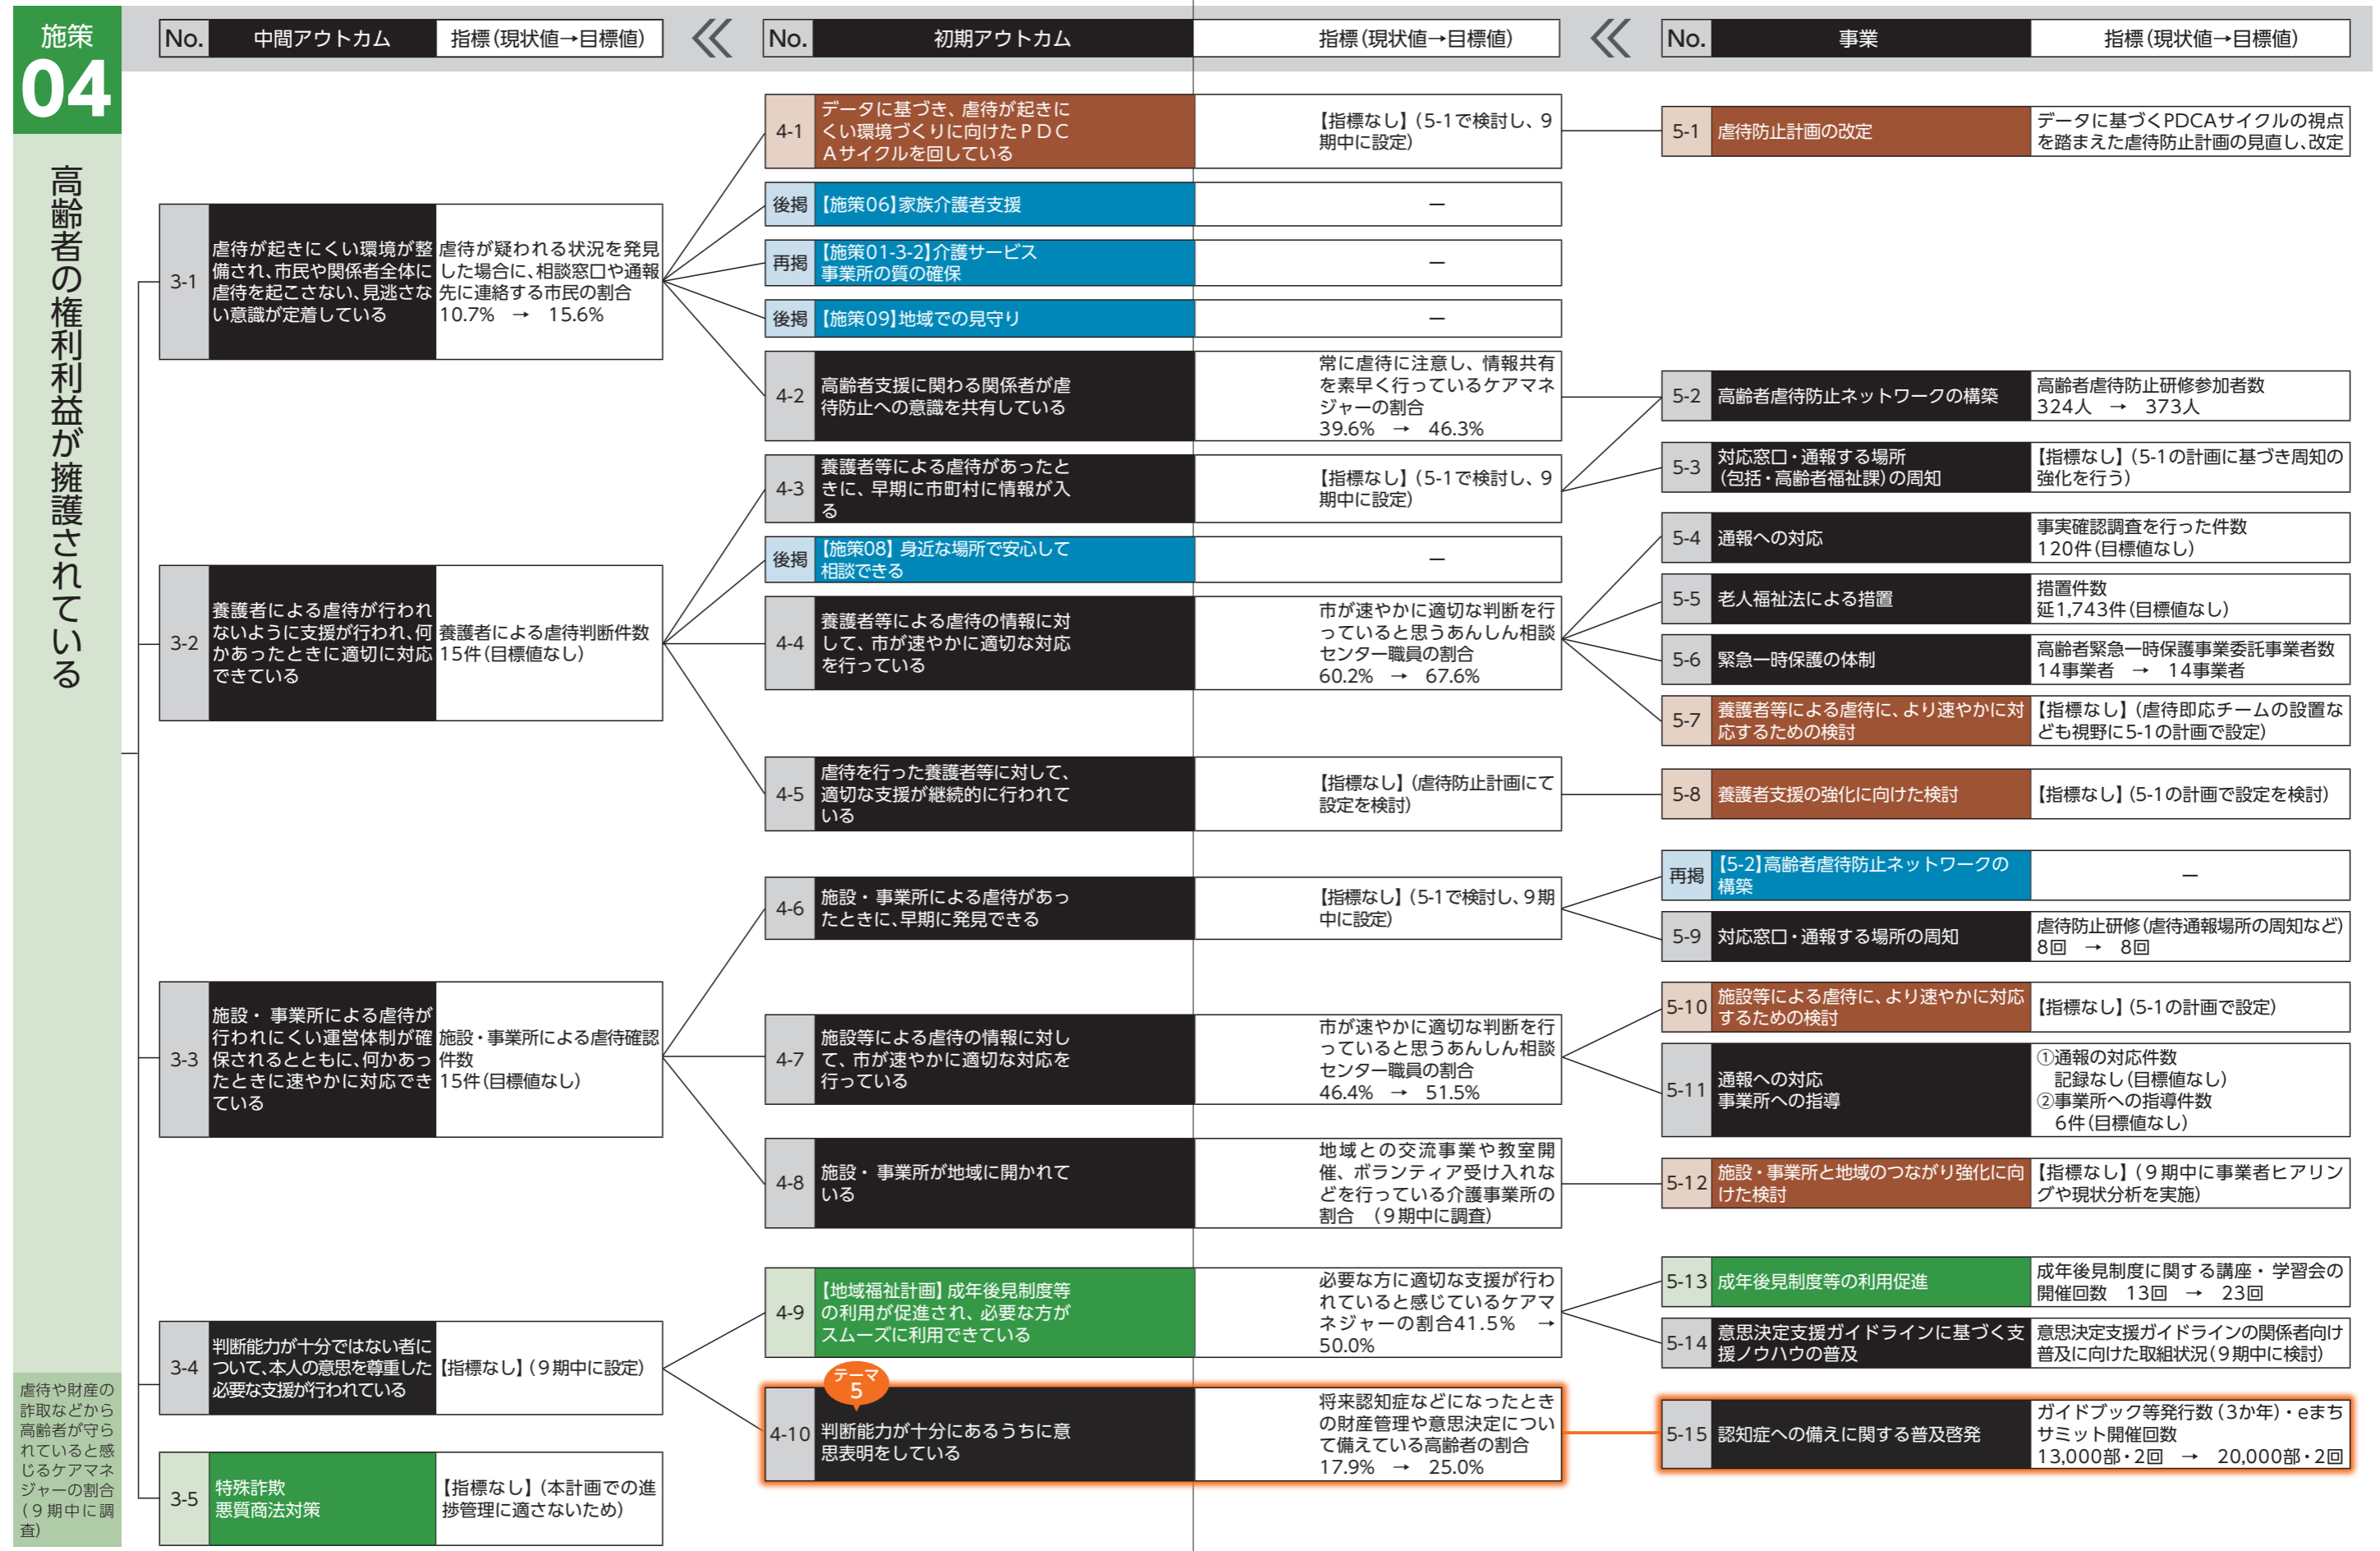 施策
04
高齢者の権利利益が擁護されている
虐待や財産の
詐取などから
高齢者が守ら
れていると感
じるケアマネ
ジャーの割合
(９期中に調
査)
No. 中間アウトカム 指標(現状値→目標値)
No. 初期アウトカム 指標(現状値→目標値)
No. 事業 指標(現状値→目標値)
3-1
虐待が起きにくい環境が整
備され、市民や関係者全体に
虐待を起こさない、見逃さな
い意識が定着している
虐待が疑われる状況を発見
した場合に、相談窓口や通報
先に連絡する市民の割合
10.7% → 15.6%
3-2
養護者による虐待が行われ
ないように支援が行われ、何
かあったときに適切に対応
できている
養護者による虐待判断件数
15件(目標値なし)
3-3
施設・事業所による虐待が
行われにくい運営体制が確
保されるとともに、何かあっ
たときに速やかに対応でき
ている
施設・事業所による虐待確認
件数
15件(目標値なし)
3-4
判断能力が十分ではない者に
ついて、本人の意思を尊重した
必要な支援が行われている
【指標なし】(９期中に設定)
3-5
特殊詐欺
悪質商法対策
【指標なし】(本計画での進
捗管理に適さないため)
4-1
データに基づき、虐待が起きに
くい環境づくりに向けたＰＤＣ
Ａサイクルを回している
【指標なし】(5-1で検討し、９
期中に設定)
後掲
【施策06】家族介護者支援
－
再掲
【施策01-3-2】介護サービス
事業所の質の確保
－
後掲
【施策09】地域での見守り
－
4-2
高齢者支援に関わる関係者が虐
待防止への意識を共有している
常に虐待に注意し、情報共有
を素早く行っているケアマネ
ジャーの割合
39.6% → 46.3%
4-3
養護者等による虐待があったと
きに、早期に市町村に情報が入
る
【指標なし】(5-1で検討し、９
期中に設定)
後掲
【施策08】身近な場所で安心して
相談できる
－
4-4
養護者等による虐待の情報に対
して、市が速やかに適切な対応
を行っている
市が速やかに適切な判断を行
っていると思うあんしん相談
センター職員の割合
60.2% → 67.6%
4-5
虐待を行った養護者等に対して、
適切な支援が継続的に行われて
いる
【指標なし】(虐待防止計画にて
設定を検討)
4-6
施設・事業所による虐待があっ
たときに、早期に発見できる
【指標なし】(5-1で検討し、９期
中に設定)
4-7
施設等による虐待の情報に対し
て、市が速やかに適切な対応を
行っている
市が速やかに適切な判断を行
っていると思うあんしん相談
センター職員の割合
46.4% → 51.5%
4-8
施設・事業所が地域に開かれて
いる
地域との交流事業や教室開
催、ボランティア受け入れな
どを行っている介護事業所の
割合 (９期中に調査)
4-9
【地域福祉計画】成年後見制度等
の利用が促進され、必要な方が
スムーズに利用できている
必要な方に適切な支援が行わ
れていると感じているケアマ
ネジャーの割合41.5% →
50.0%
テーマ
5
4-10
判断能力が十分にあるうちに意
思表明をしている
将来認知症などになったとき
の財産管理や意思決定につい
て備えている高齢者の割合
17.9% → 25.0%
5-1
虐待防止計画の改定
データに基づくPDCAサイクルの視点
を踏まえた虐待防止計画の見直し、改定
5-2
高齢者虐待防止ネットワークの構築
高齢者虐待防止研修参加者数
324人 → 373人
5-3
対応窓口・通報する場所
(包括・高齢者福祉課)の周知
【指標なし】(5-1の計画に基づき周知の
強化を行う)
5-4
通報への対応
事実確認調査を行った件数
120件(目標値なし)
5-5
老人福祉法による措置
措置件数
延1,743件(目標値なし)
5-6
緊急一時保護の体制
高齢者緊急一時保護事業委託事業者数
14事業者 → 14事業者
5-7
養護者等による虐待に、より速やかに対
応するための検討
【指標なし】(虐待即応チームの設置な
ども視野に5-1の計画で設定)
5-8
養護者支援の強化に向けた検討
【指標なし】(5-1の計画で設定を検討)
再掲
【5-2】高齢者虐待防止ネットワークの
構築
－
5-9
対応窓口・通報する場所の周知
虐待防止研修(虐待通報場所の周知など)
8回 → 8回
5-10
施設等による虐待に、より速やかに対応
するための検討
【指標なし】(5-1の計画で設定)
5-11
通報への対応
事業所への指導
①通報の対応件数
記録なし(目標値なし)
②事業所への指導件数
6件(目標値なし)
5-12
施設・事業所と地域のつながり強化に向
けた検討
【指標なし】(９期中に事業者ヒアリン
グや現状分析を実施)
5-13
成年後見制度等の利用促進
成年後見制度に関する講座・学習会の
開催回数 13回 → 23回
5-14
意思決定支援ガイドラインに基づく支
援ノウハウの普及
意思決定支援ガイドラインの関係者向け
普及に向けた取組状況(９期中に検討)
5-15
認知症への備えに関する普及啓発
ガイドブック等発行数(3か年)・eまち
サミット開催回数
13,000部・2回 → 20,000部・2回